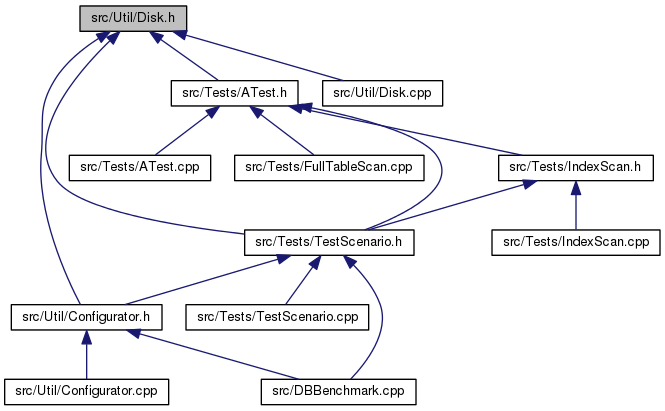 src/Util/Disk.h
src/Tests/ATest.h
src/Util/Disk.cpp
src/Tests/ATest.cpp
src/Tests/FullTableScan.cpp
src/Tests/IndexScan.h
src/Tests/TestScenario.h
src/Tests/IndexScan.cpp
src/Util/Configurator.h
src/Tests/TestScenario.cpp
src/Util/Configurator.cpp
src/DBBenchmark.cpp